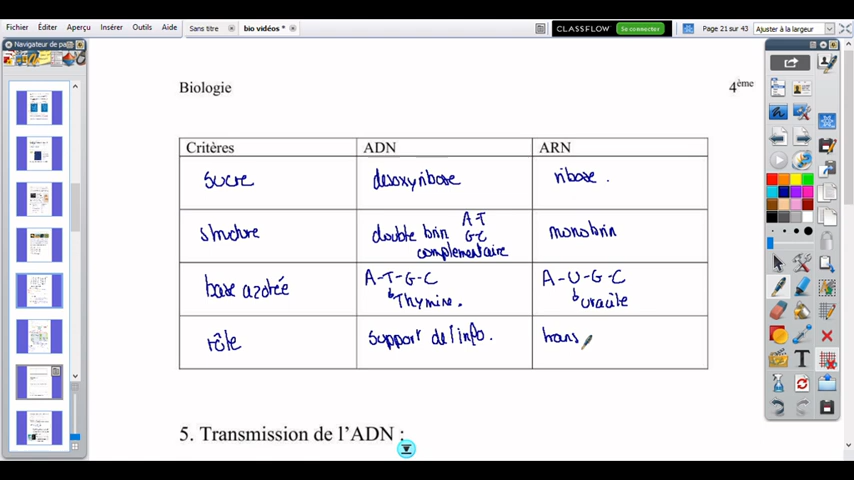 Fichier Éditer Aperçu Insérer Outils Aide
Sans titre
bio vidéos *
CLASSFLOW
Se connecter
Page 21 sur 43
Ajuster à la largeur
Navigateur de pa
Biologie
4ème
Critères
ADN
ARN
sucre
desoxyribose
ribose.
structure
double brin A-T
G-C
complementaire
monobrin
base azotée
A-T-G-C
Thymine.
A-U-G-C
uracile
rôle
support de l'info.
trans
5. Transmission de l'ADN :